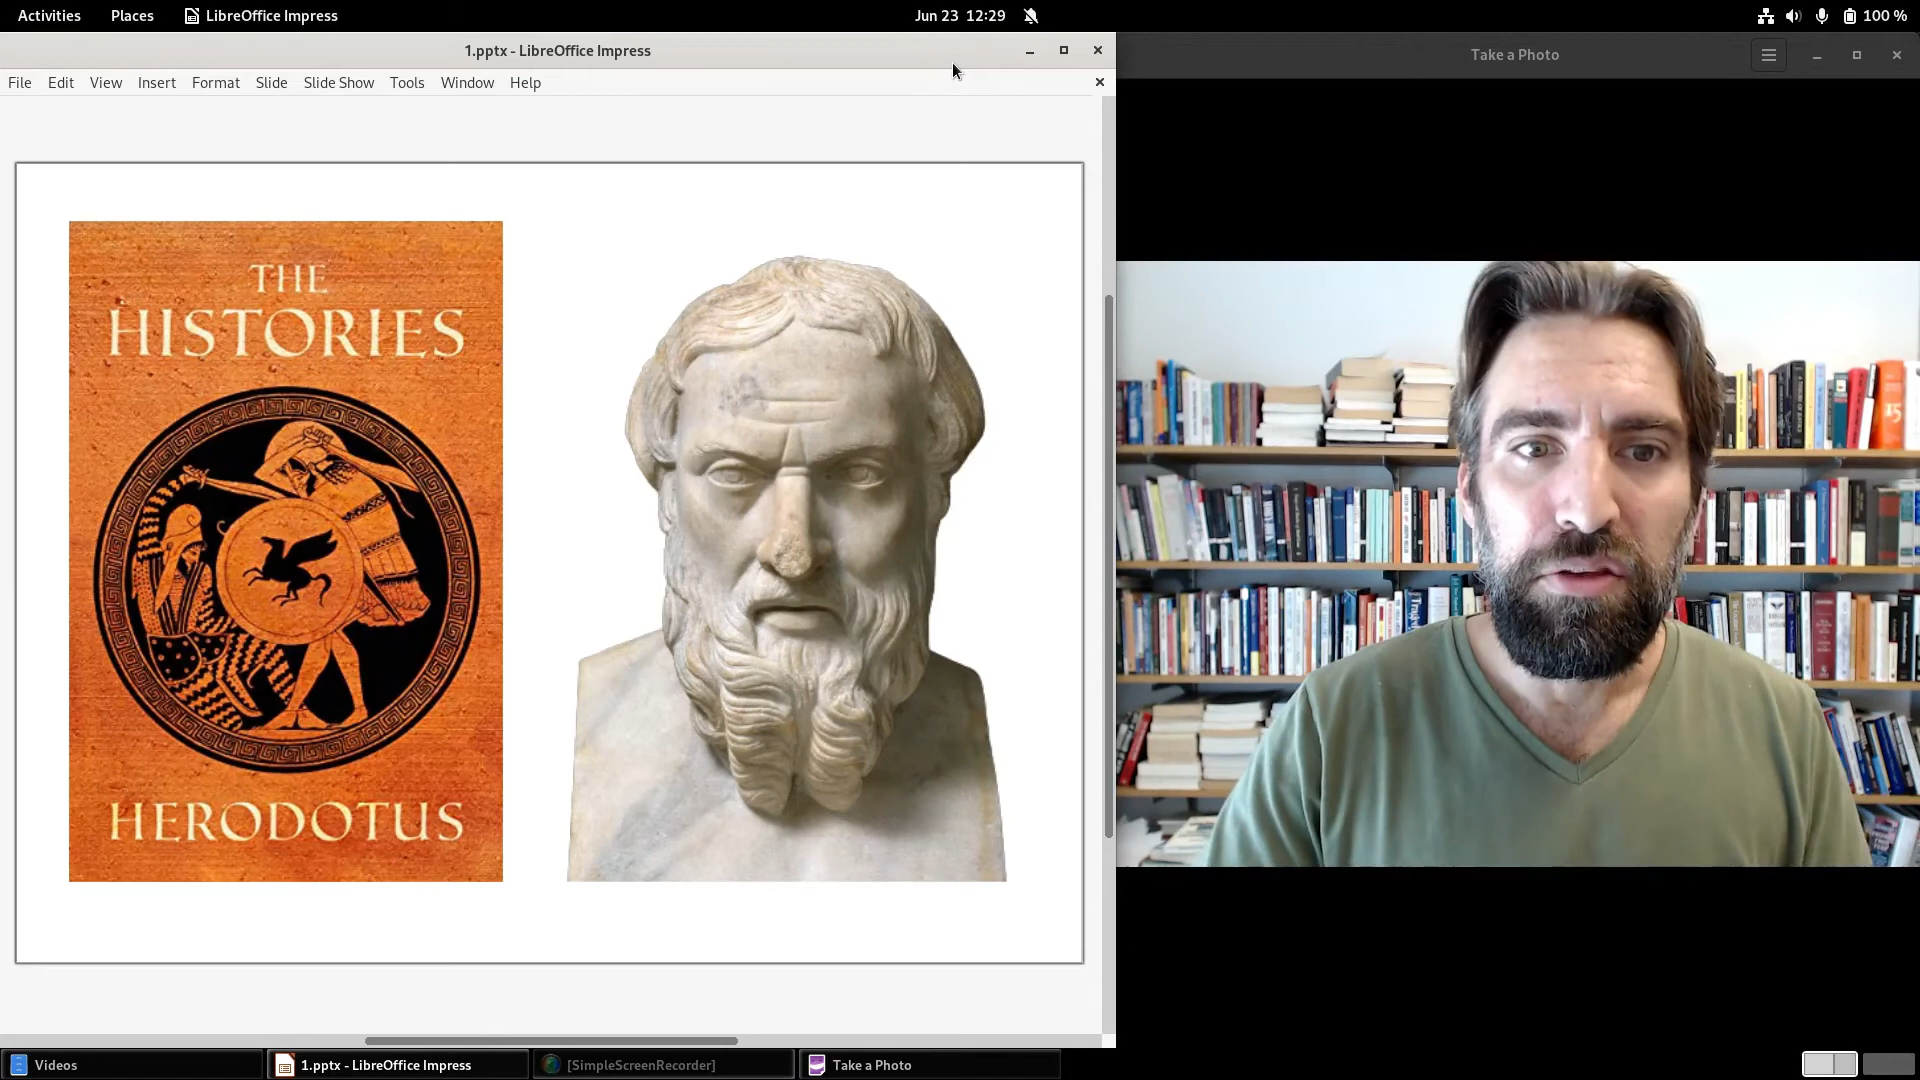 Activities Places LibreOffice Impress Jun 23 12:29 100 %
1.pptx - LibreOffice Impress
Take a Photo
File Edit View Insert Format Slide Slide Show Tools Window Help
THE
HISTORIES
HERODOTUS
15
Videos 1.pptx - LibreOffice Impress [SimpleScreenRecorder] Take a Photo